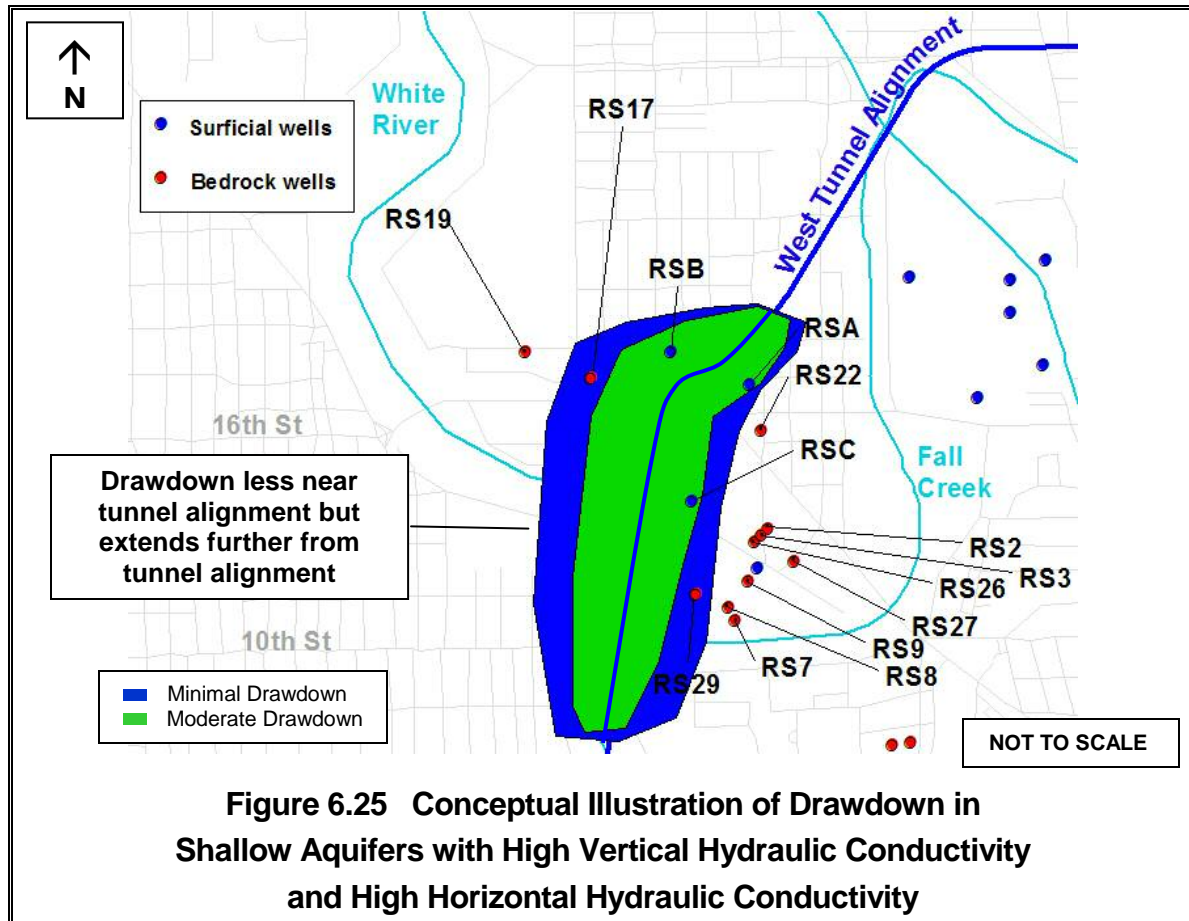 N
White
River
Surficial wells
Bedrock wells
RS17
RS19
RSB
West Tunnel Alignment
RSA
RS22
16th St
RSC
Fall
Creek
Drawdown less near
tunnel alignment but
extends further from
tunnel alignment
RS2
RS3
RS26
RS27
RS9
RS8
RS7
RS29
10th St
Minimal Drawdown
Moderate Drawdown
NOT TO SCALE
Figure 6.25 Conceptual Illustration of Drawdown in
Shallow Aquifers with High Vertical Hydraulic Conductivity
and High Horizontal Hydraulic Conductivity